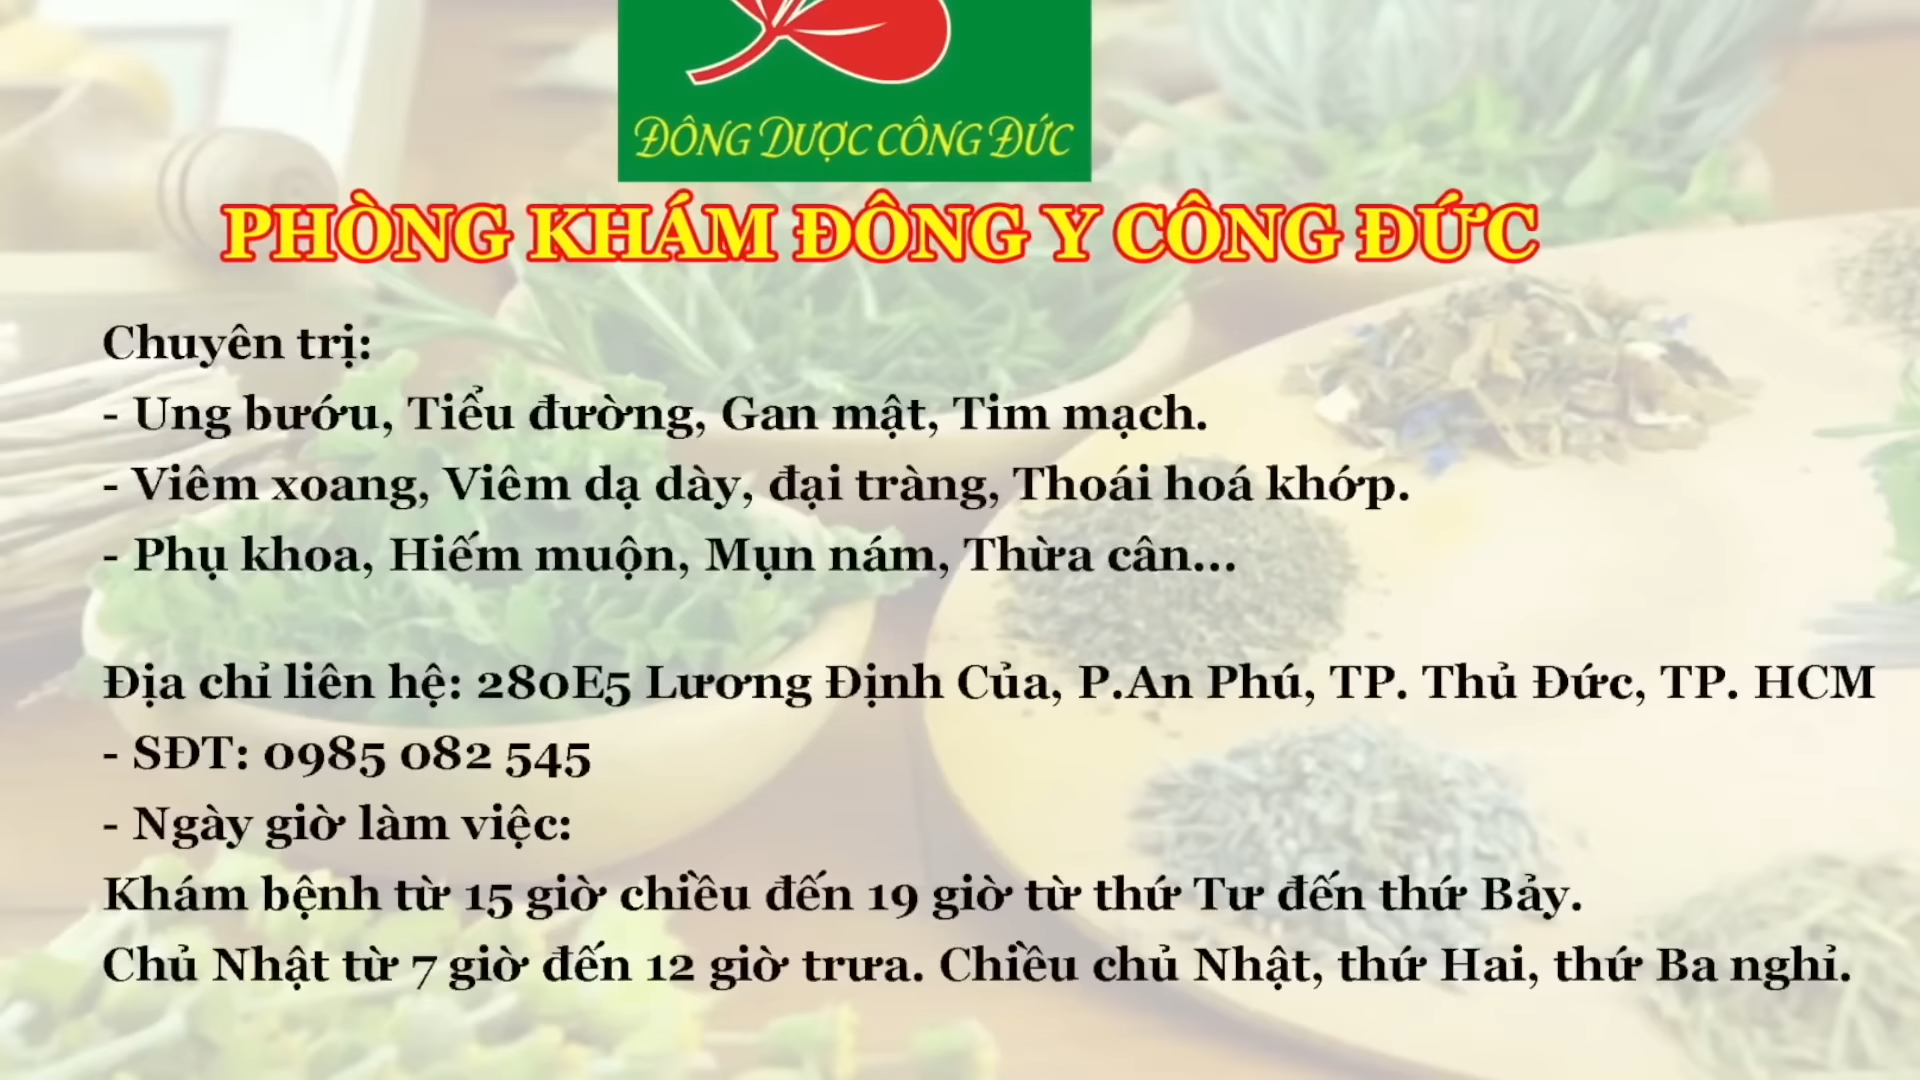 ĐÔNG DƯỢC CÔNG ĐỨC
PHÒNG KHÁM ĐÔNG Y CÔNG ĐỨC
Chuyên trị:
- Ung bướu, Tiểu đường, Gan mật, Tim mạch.
- Viêm xoang, Viêm dạ dày, đại tràng, Thoái hoá khớp.
- Phụ khoa, Hiếm muộn, Mụn nám, Thừa cân...
Địa chỉ liên hệ: 280E5 Lương Định Của, P.An Phú, TP. Thủ Đức, TP. HCM
- SĐT: 0985 082 545
- Ngày giờ làm việc:
Khám bệnh từ 15 giờ chiều đến 19 giờ từ thứ Tư đến thứ Bảy.
Chủ Nhật từ 7 giờ đến 12 giờ trưa. Chiều chủ Nhật, thứ Hai, thứ Ba nghỉ.